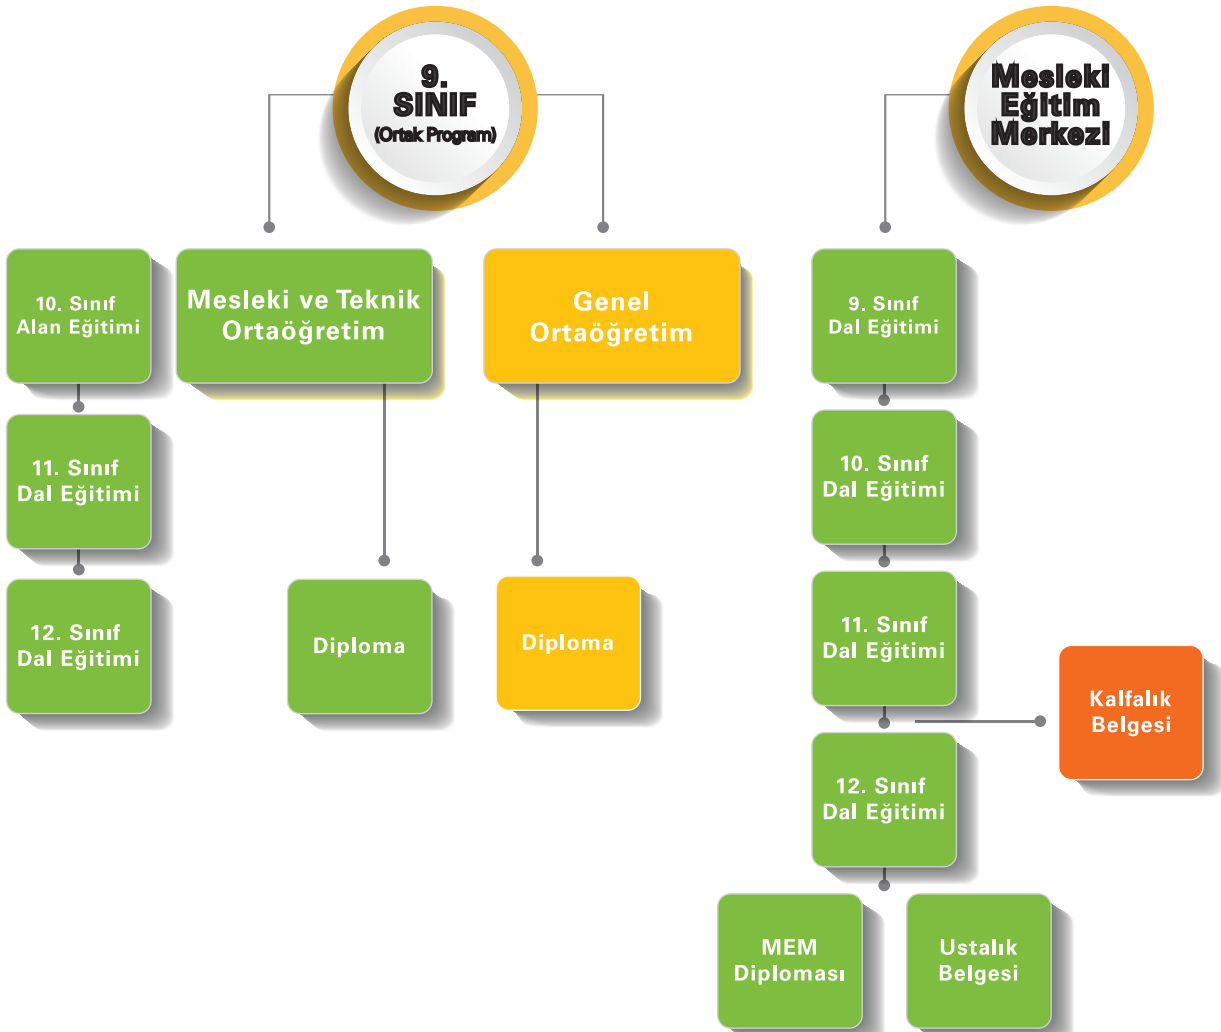 9.
SINIF
(Ortak Program)
Mesleki
Eğitim
Merkezi
10. Sınıf
Alan Eğitimi
Mesleki ve Teknik
Ortaöğretim
Genel
Ortaöğretim
9. Sınıf
Dal Eğitimi
11. Sınıf
Dal Eğitimi
10. Sınıf
Dal Eğitimi
12. Sınıf
Dal Eğitimi
Diploma
Diploma
11. Sınıf
Dal Eğitimi
Kalfalık
Belgesi
12. Sınıf
Dal Eğitimi
MEM
Diploması
Ustalık
Belgesi